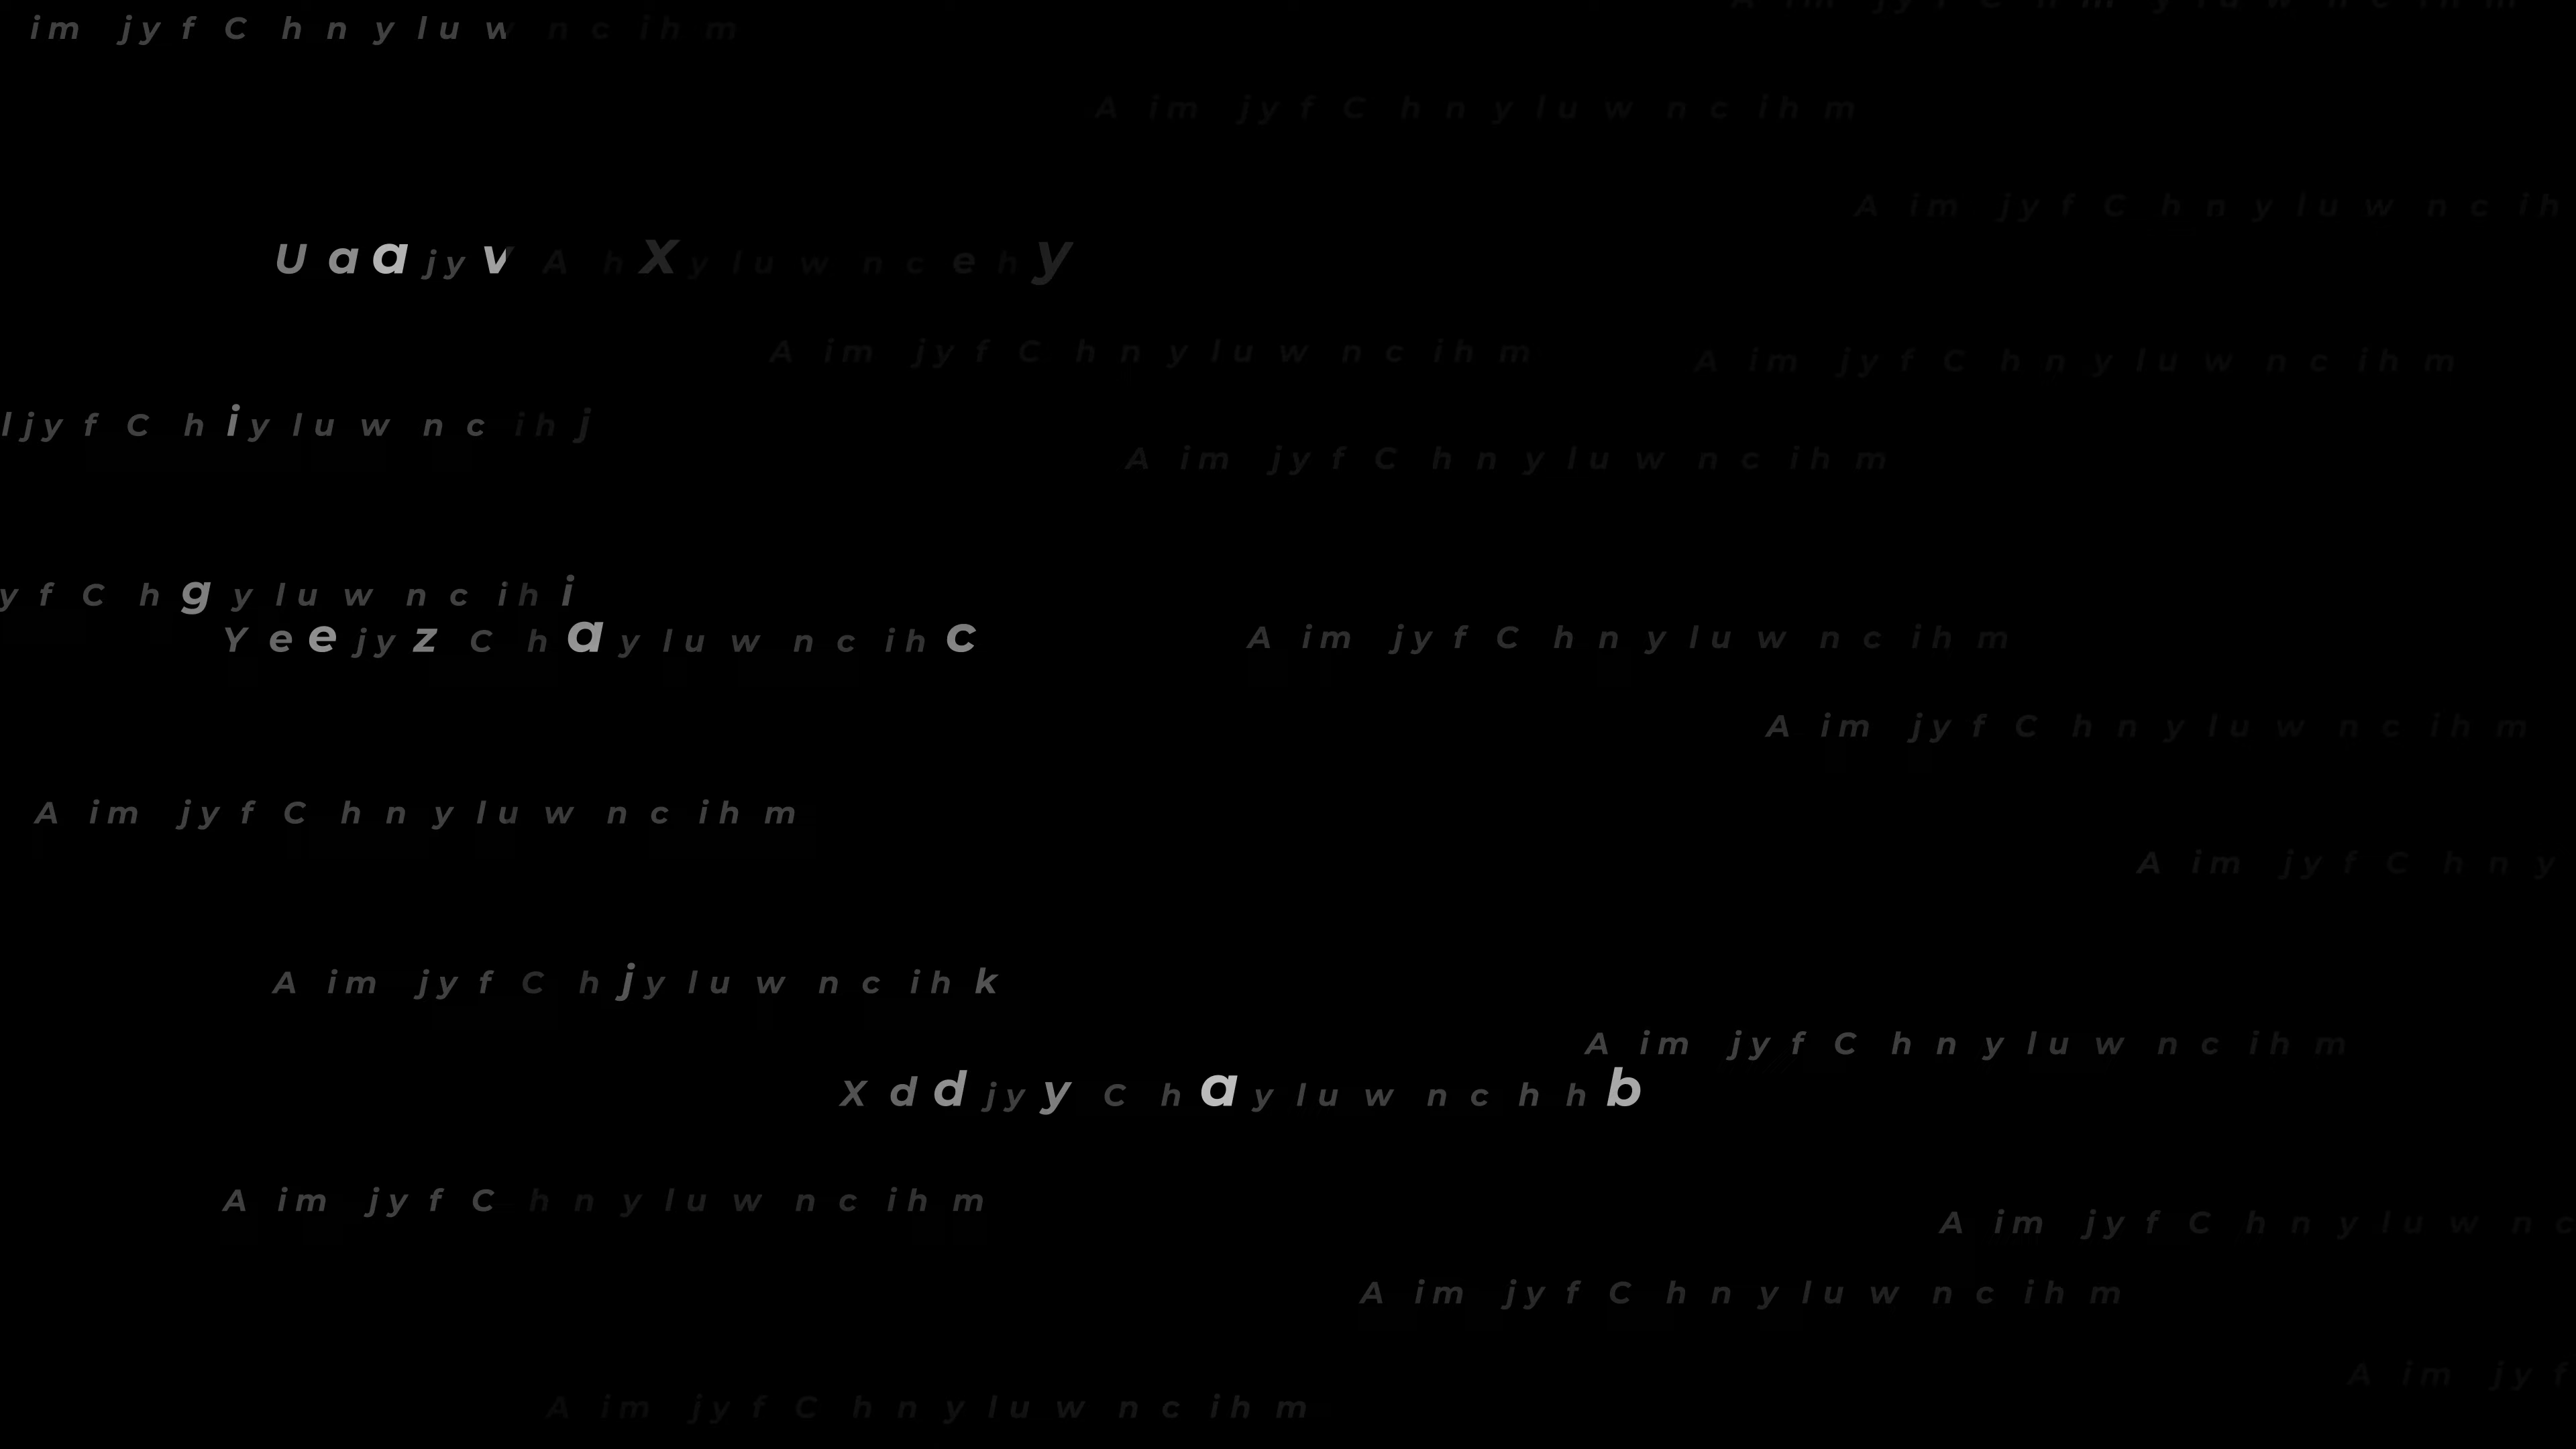 im jyf C h n y l u w n c ih m
A im jyf C h n y l u w n c ih m
A im jyf C h n y l u w n c ih
U a a jy v A h x y l u w n c e h y
A im jyf C h n y l u w n c ih m
A im jyf C h n y l u w n c ih m
l jyf C h i y l u w n c ih j
A im jyf C h n y l u w n c ih m
yf C h g y l u w n c ih i
Y e e jy z C h a y l u w n c ih c
A im jyf C h n y l u w n c ih m
A im jyf C h n y l u w n c ih m
A im jyf C h n y l u w n c ih m
A im jyf C h n y
A im jyf C h j y l u w n c ih k
A im jyf C h n y l u w n c ih m
X d d jy y C h a y l u w n c h h b
A im jyf C h n y l u w n c ih m
A im jyf C h n y l u w n c
A im jyf C h n y l u w n c ih m
A im jyf
A im jyf C h n y l u w n c ih m